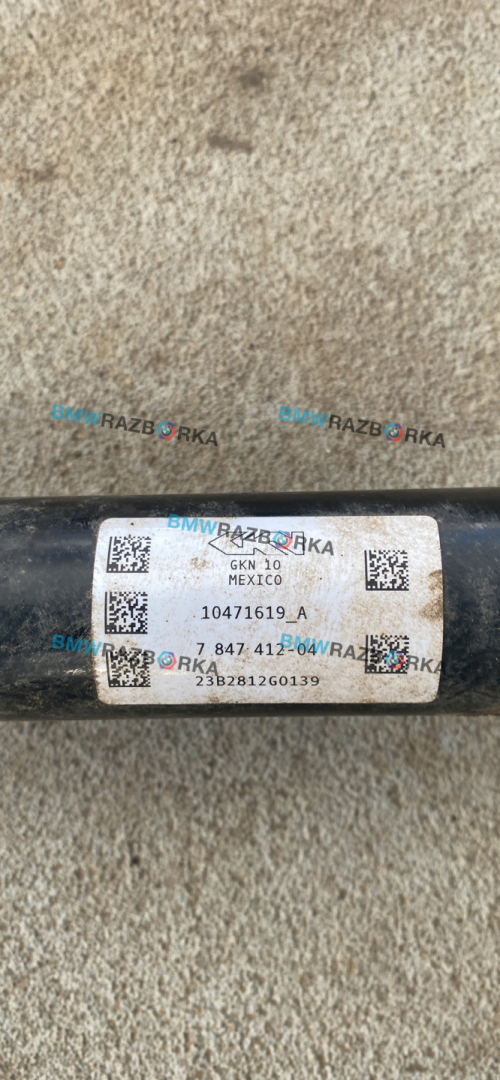 BMWRAZBORKA
BMWRAZBORKA
BMWRAZBORKA
GKN 10
MEXICO
10471619_A
7 847 412-04
BMWRAZBORKA
BMWRAZBORKA
23B2812G0139